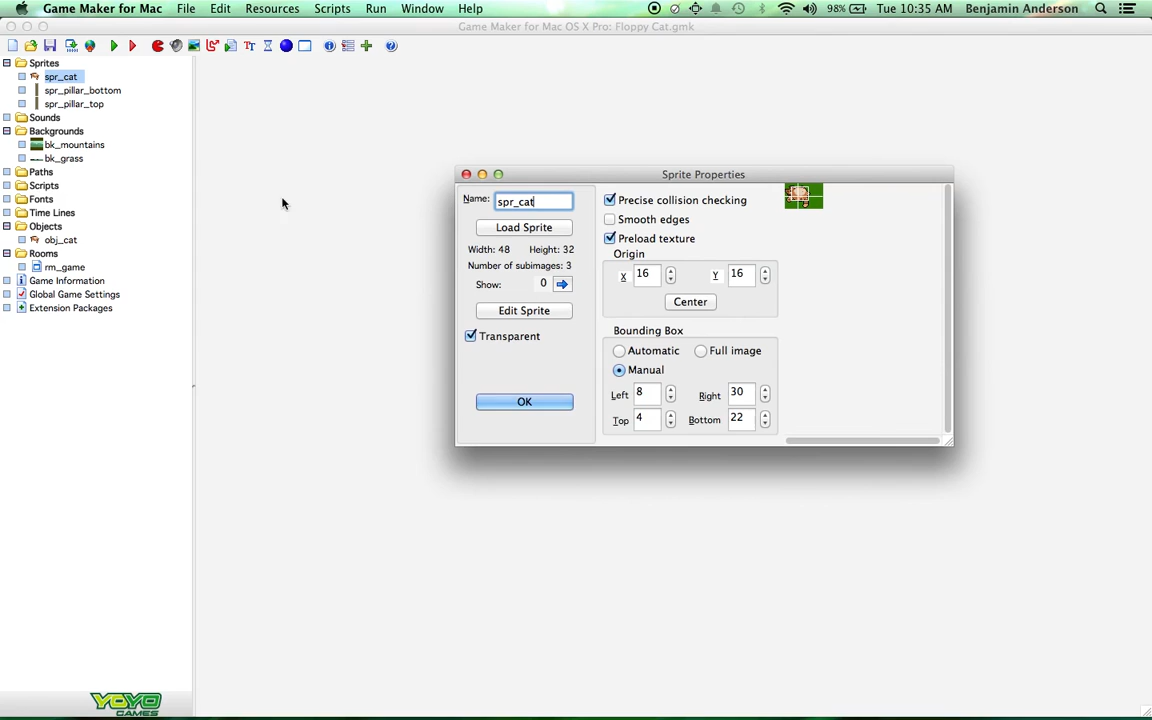 Game Maker for Mac File Edit Resources Scripts Run Window Help 98% Tue 10:35 AM Benjamin Anderson
Game Maker for Mac OS X Pro: Floppy Cat.gmk
Sprites
spr_cat
spr_pillar_bottom
spr_pillar_top
Sounds
Backgrounds
bk_mountains
bk_grass
Paths
Scripts
Fonts
Time Lines
Objects
obj_cat
Rooms
rm_game
Game Information
Global Game Settings
Extension Packages
Sprite Properties
Name: spr_cat
Load Sprite
Width: 48 Height: 32
Number of subimages: 3
Show: 0
Edit Sprite
Transparent
OK
Precise collision checking
Smooth edges
Preload texture
Origin
X 16 Y 16
Center
Bounding Box
Automatic Full image
Manual
Left 8 Right 30
Top 4 Bottom 22
YOYO
GAMES